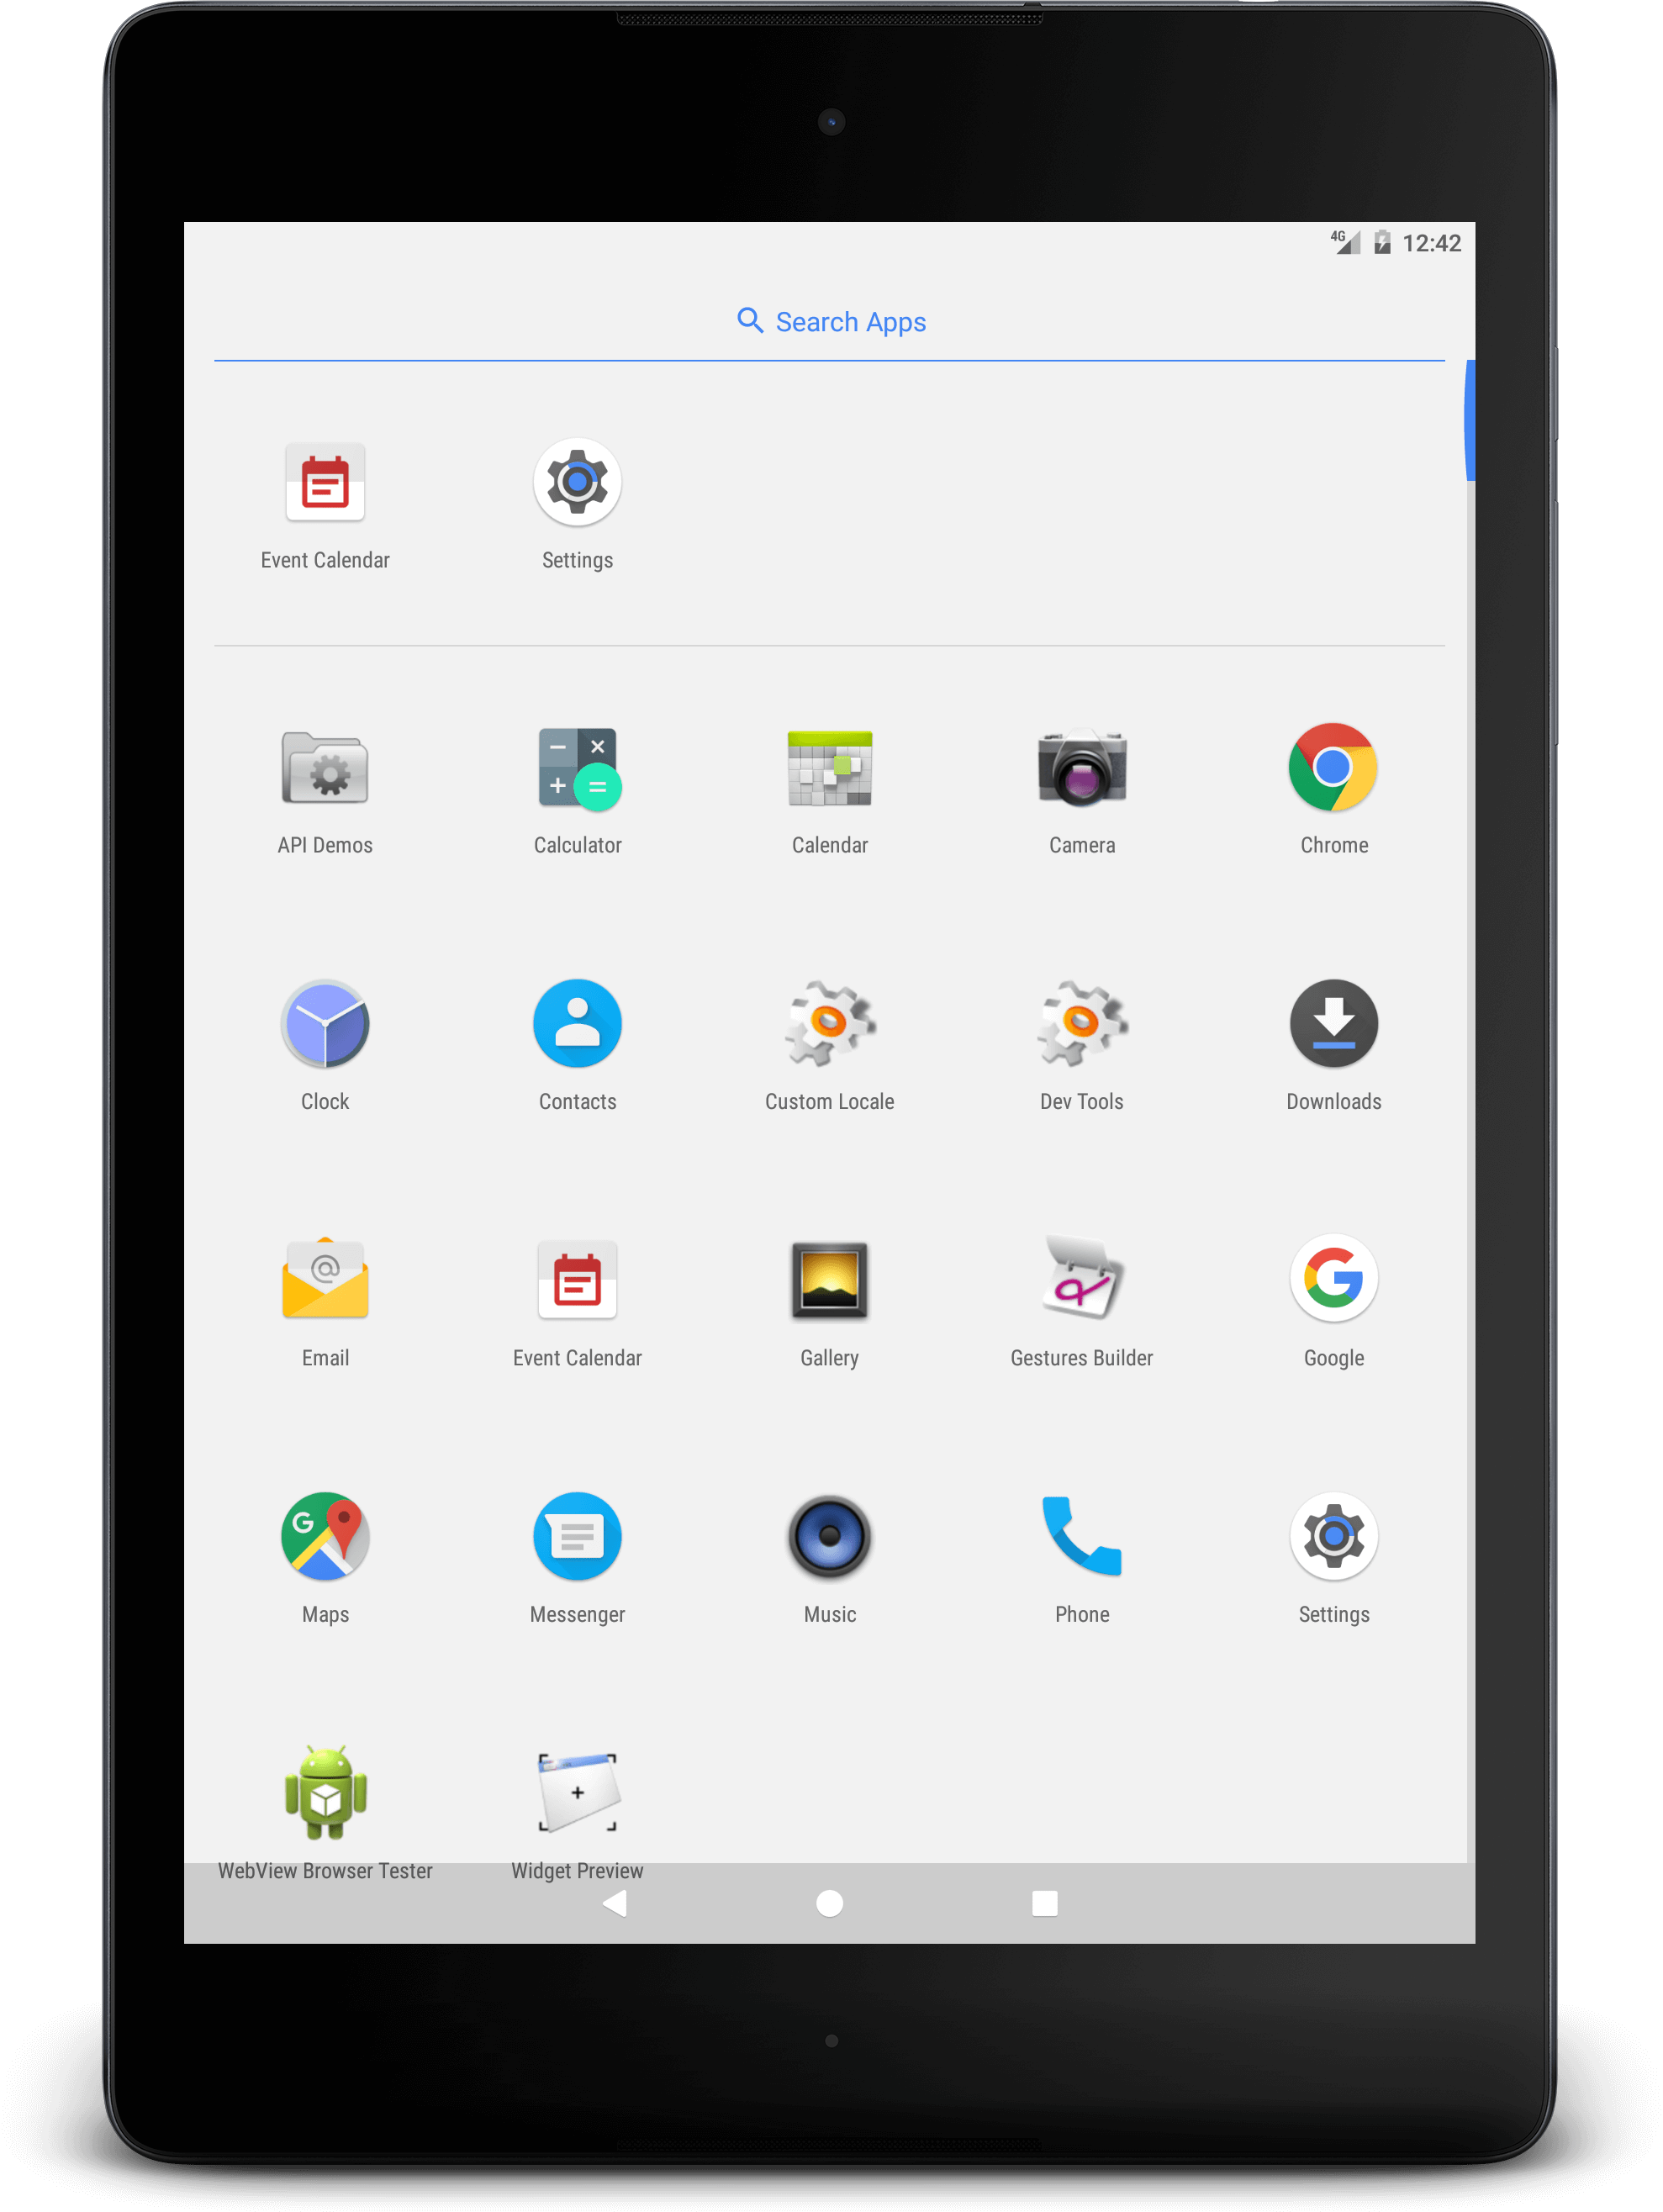 4G 12:42
Search Apps
Event Calendar Settings
API Demos Calculator Calendar Camera Chrome
Clock Contacts Custom Locale Dev Tools Downloads
Email Event Calendar Gallery Gestures Builder Google
Maps Messenger Music Phone Settings
WebView Browser Tester Widget Preview